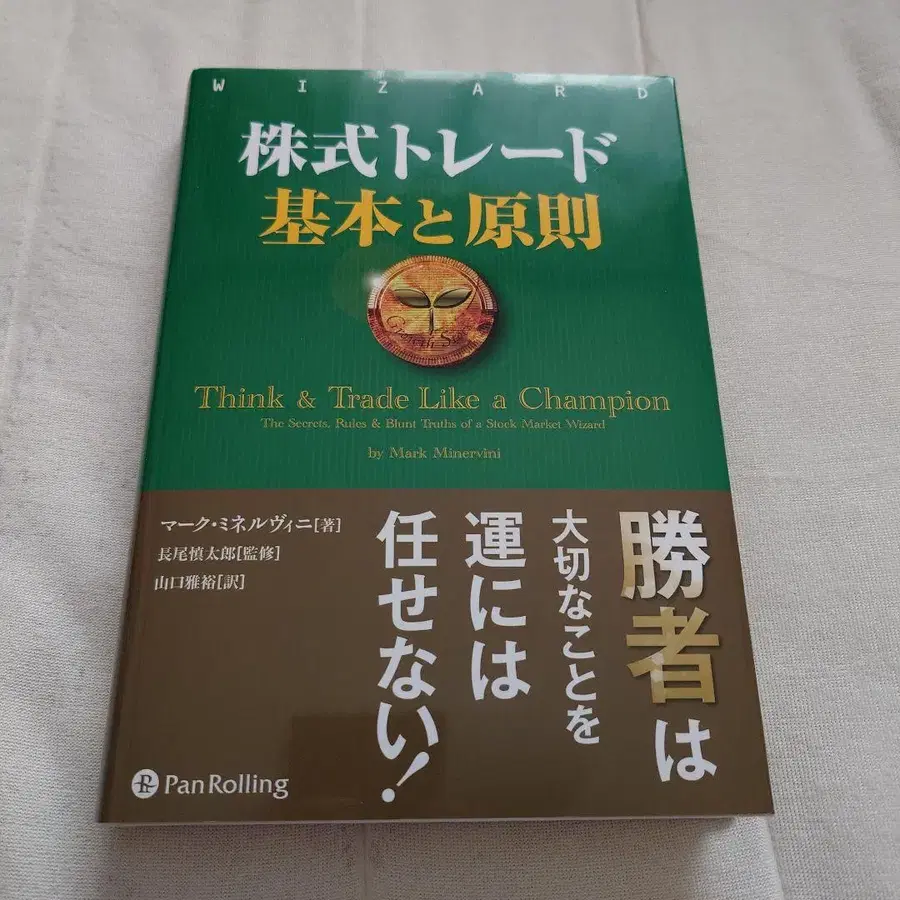 WIZARD
株式トレード
基本と原則
Growth S
Think & Trade Like a Champion
The Secrets, Rules & Blunt Truths of a Stock Market Wizard
by Mark Minervini
マーク・ミネルヴィニ[著]
長尾慎太郎[監修]
山口雅裕[訳]
勝者は
大切なことを
運には
任せない!
PanRolling